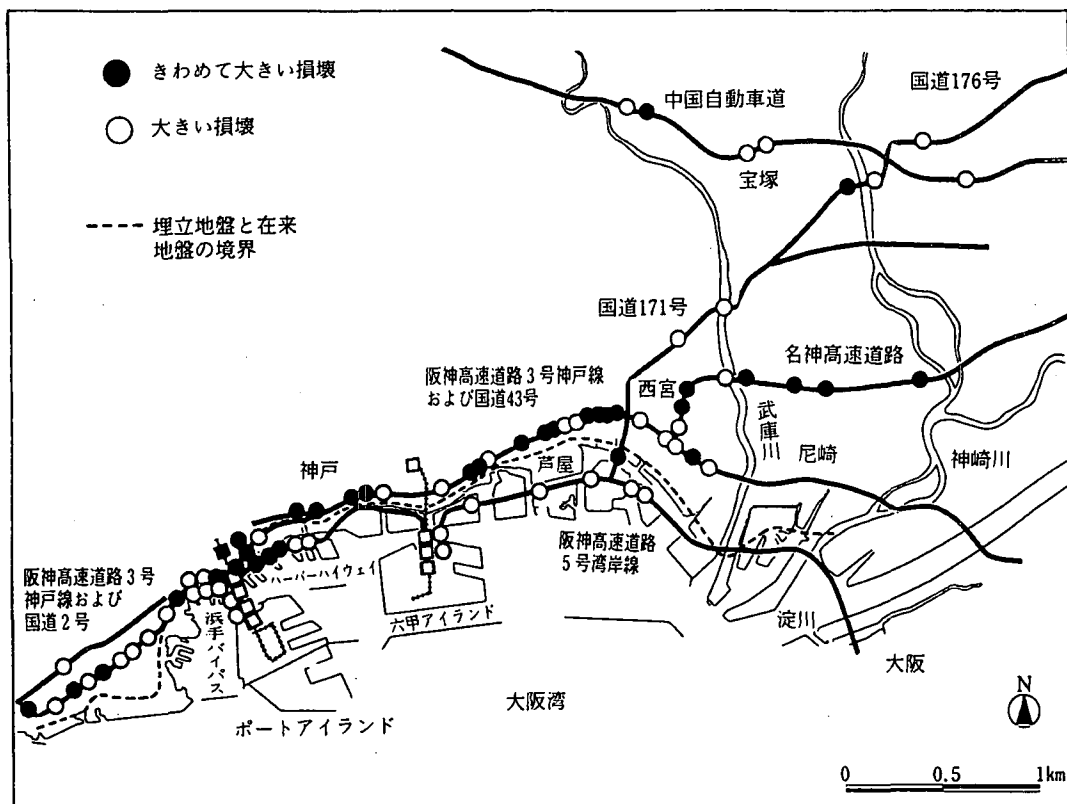 きわめて大きい損壊
大きい損壊
埋立地盤と在来
地盤の境界
中国自動車道
国道176号
宝塚
国道171号
名神高速道路
阪神高速道路3号神戸線
および国道43号
西宮
武庫川
尼崎
神崎川
神戸
芦屋
阪神高速道路
5号湾岸線
ハーバーハイウェイ
阪神高速道路3号
神戸線および
国道2号
浜手バイパス
六甲アイランド
淀川
大阪
大阪湾
ポートアイランド
N
0 0.5 1km